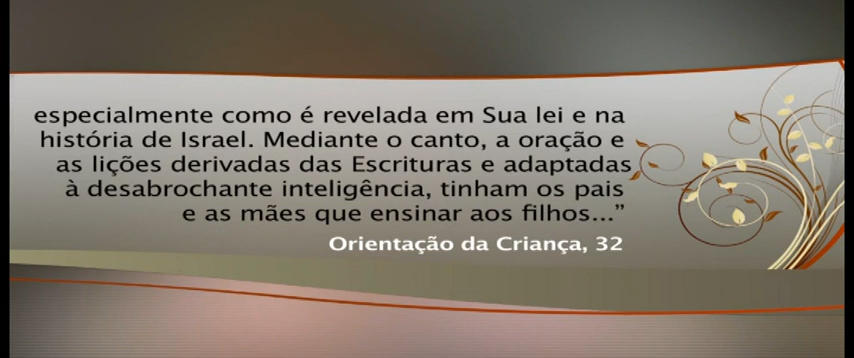 especialmente como é revelada em Sua lei e na
história de Israel. Mediante o canto, a oração e
as lições derivadas das Escrituras e adaptadas
à desabrochante inteligência, tinham os pais
e as mães que ensinar aos filhos...”
Orientação da Criança, 32